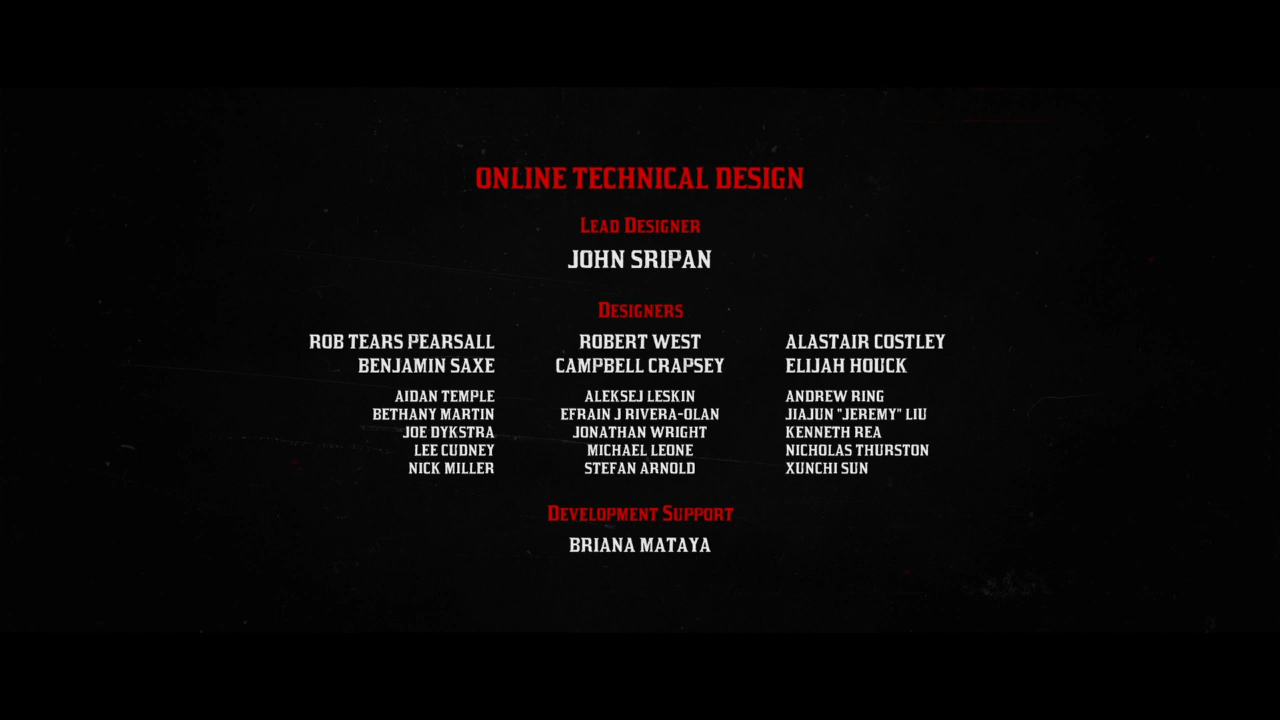 ONLINE TECHNICAL DESIGN
LEAD DESIGNER
JOHN SRIPAN
DESIGNERS
ROB TEARS PEARSALL ROBERT WEST ALASTAIR COSTLEY
BENJAMIN SAXE CAMPBELL CRAPSEY ELIJAH HOUCK
AIDAN TEMPLE ALEKSEJ LESKIN ANDREW RING
BETHANY MARTIN EFRAIN J RIVERA-OLAN JIAJUN "JEREMY" LIU
JOE DYKSTRA JONATHAN WRIGHT KENNETH REA
LEE CUDNEY MICHAEL LEONE NICHOLAS THURSTON
NICK MILLER STEFAN ARNOLD XUNCHI SUN
DEVELOPMENT SUPPORT
BRIANA MATAYA